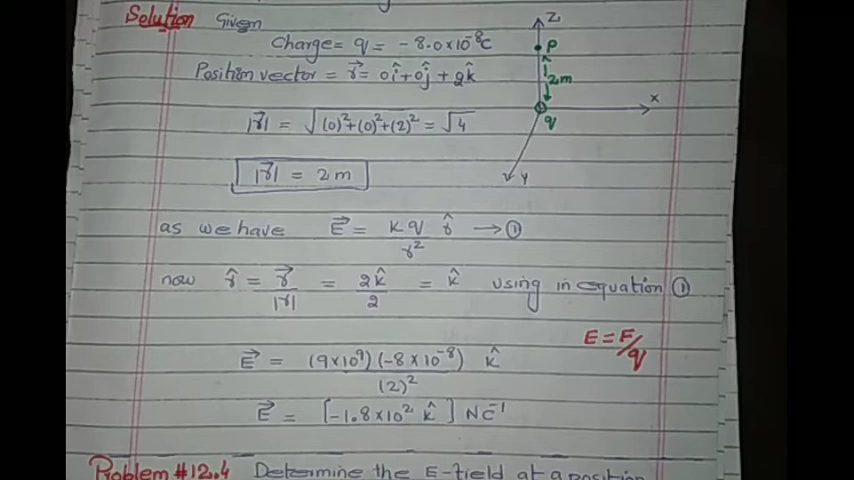 Solution Given
Charge = q = -8.0×10⁻⁸C
Position vector = r⃗ = 0î+0ĵ+2k̂
|r⃗| = √(0)²+(0)²+(2)² = √4
|r⃗| = 2m
Z
P
2m
X
q
Y
as we have E⃗ = Kq r̂ / r² → ①
now r̂ = r⃗ / |r⃗| = 2k̂ / 2 = k̂ using in equation ①
E = F/q
E⃗ = (9×10⁹)(-8×10⁻⁸) k̂ / (2)²
E⃗ = [-1.8×10² k̂] NC⁻¹
Problem #12.4 Determine the E-field at a position